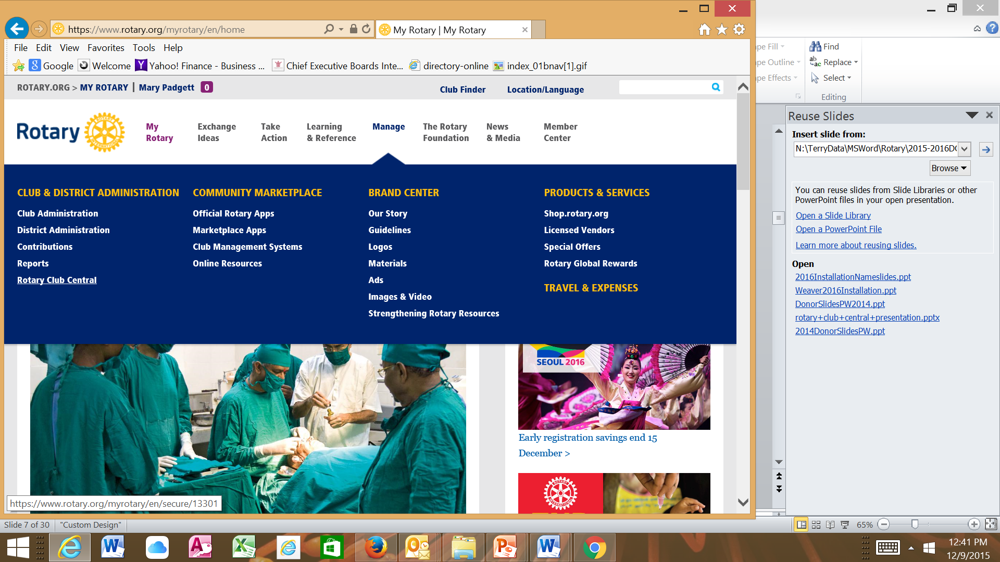 https://www.rotary.org/myrotary/en/home
My Rotary | My Rotary
File Edit View Favorites Tools Help
Google Welcome Yahoo! Finance - Business ... Chief Executive Boards Inte... directory-online index_01bnav[1].gif
ROTARY.ORG > MY ROTARY | Mary Padgett 0
Club Finder Location/Language
Rotary
My Rotary
Exchange Ideas
Take Action
Learning & Reference
Manage
The Rotary Foundation
News & Media
Member Center
CLUB & DISTRICT ADMINISTRATION
Club Administration
District Administration
Contributions
Reports
Rotary Club Central
COMMUNITY MARKETPLACE
Official Rotary Apps
Marketplace Apps
Club Management Systems
Online Resources
BRAND CENTER
Our Story
Guidelines
Logos
Materials
Ads
Images & Video
Strengthening Rotary Resources
PRODUCTS & SERVICES
Shop.rotary.org
Licensed Vendors
Special Offers
Rotary Global Rewards
TRAVEL & EXPENSES
SEOUL 2016
Early registration savings end 15
December >
https://www.rotary.org/myrotary/en/secure/13301
pe Fill
pe Outline
pe Effects
Find
Replace
Select
Editing
Reuse Slides
Insert slide from:
N:\TerryData\MSWord\Rotary\2015-2016D
Browse
You can reuse slides from Slide Libraries or other
PowerPoint files in your open presentation.
Open a Slide Library
Open a PowerPoint File
Learn more about reusing slides.
Open
2016InstallationNameslides.ppt
Weaver2016Installation.ppt
DonorSlidesPW2014.ppt
rotary+club+central+presentation.pptx
2014DonorSlidesPW.ppt
Slide 7 of 30 "Custom Design"
65%
12:41 PM
12/9/2015